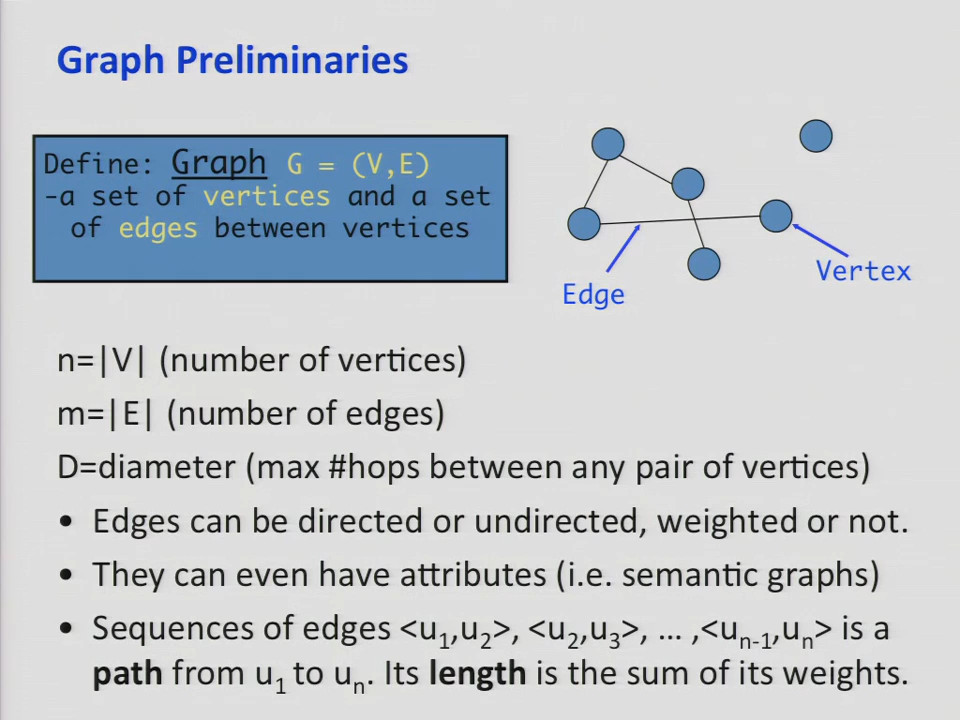 Graph Preliminaries
Define: Graph G = (V,E)
-a set of vertices and a set
of edges between vertices
Edge
Vertex
n=|V| (number of vertices)
m=|E| (number of edges)
D=diameter (max #hops between any pair of vertices)
• Edges can be directed or undirected, weighted or not.
• They can even have attributes (i.e. semantic graphs)
• Sequences of edges <u1,u2>, <u2,u3>, … ,<un-1,un> is a
path from u1 to un. Its length is the sum of its weights.